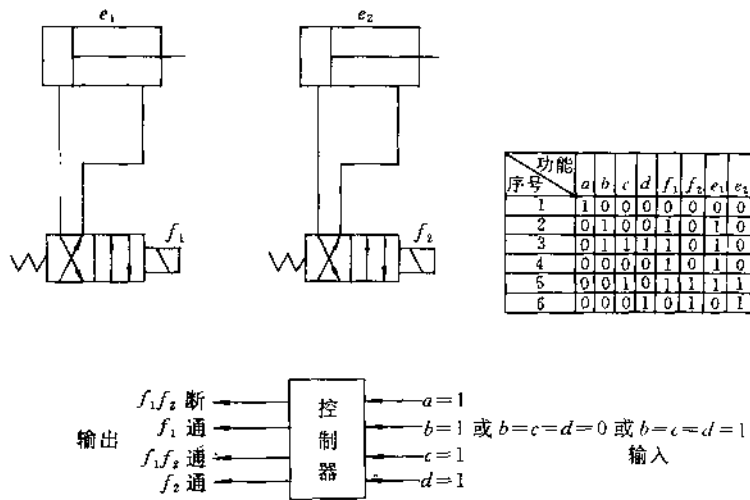 e₁
e₂
f₁
f₂
功能
序号 a b c d f₁ f₂ e₁ e₂
1 1 0 0 0 0 0 0 0
2 0 1 0 0 1 0 1 0
3 0 1 1 1 1 0 1 0
4 0 0 0 0 1 0 1 0
5 0 0 1 0 1 1 1 1
6 0 0 0 1 0 1 0 1
输出
f₁f₂ 断
f₁ 通
f₁f₂ 通
f₂ 通
控
制
器
a=1
b=1 或 b=c=d=0 或 b=c=d=1
c=1
d=1
输入